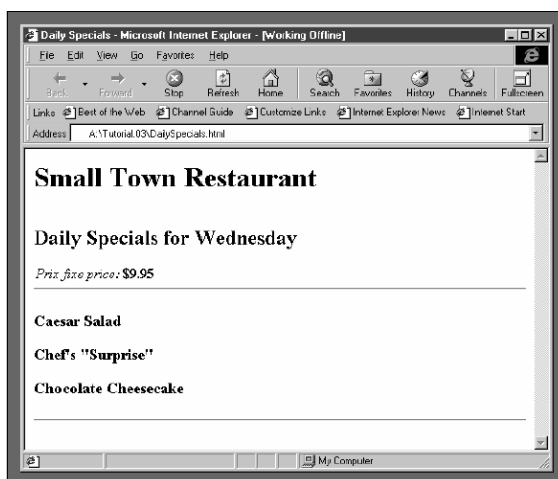 Daily Specials - Microsoft Internet Explorer - [Working Offline]
File Edit View Go Favorites Help
Back Forward Stop Refresh Home Search Favorites History Channels Fullscreen
Links Best of the Web Channel Guide Customize Links Internet Explorer News Internet Start
Address A:\Tutorial.03\DailySpecials.html
Small Town Restaurant
Daily Specials for Wednesday
Prix fixe price: $9.95
Caesar Salad
Chef's "Surprise"
Chocolate Cheesecake
My Computer